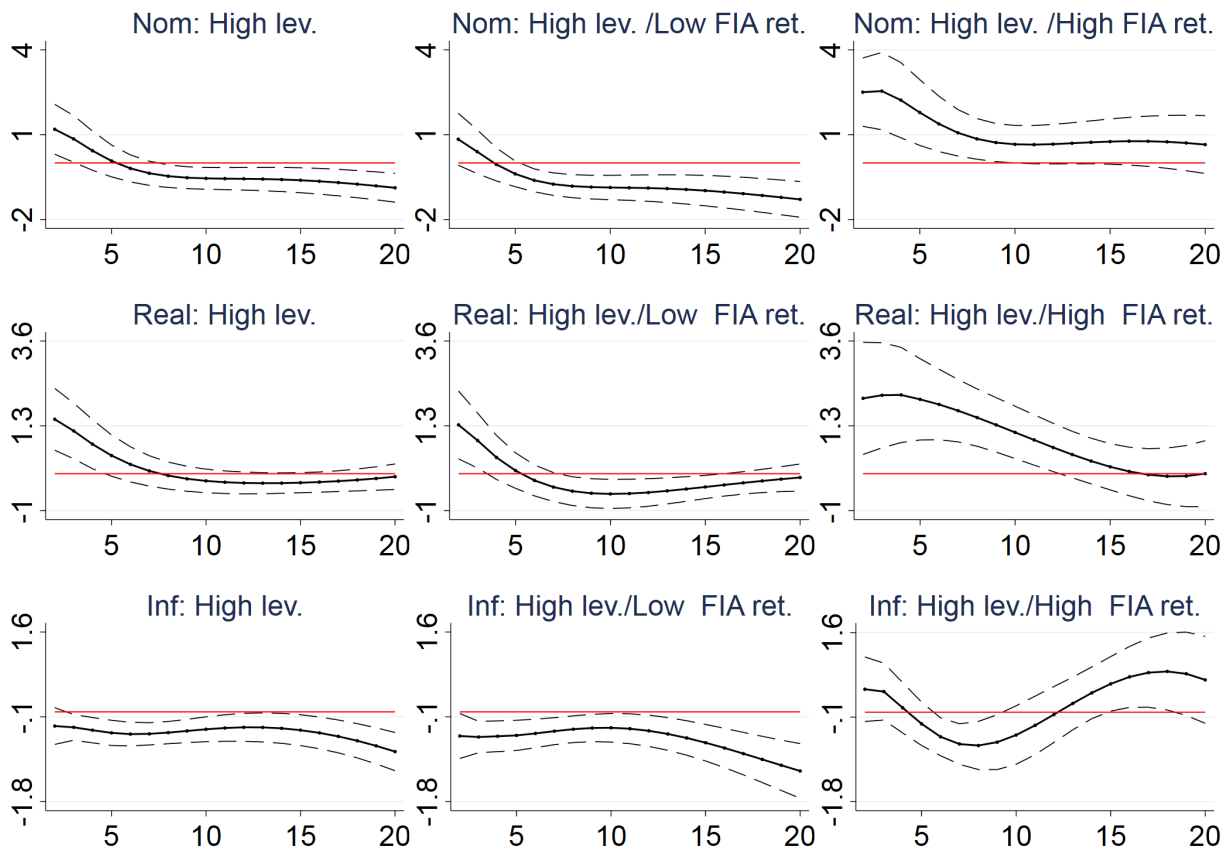 Nom: High lev.
4
1
-2
5 10 15 20
Nom: High lev. /Low FIA ret.
4
1
-2
5 10 15 20
Nom: High lev. /High FIA ret.
4
1
-2
5 10 15 20
Real: High lev.
3.6
1.3
-1
5 10 15 20
Real: High lev./Low FIA ret.
3.6
1.3
-1
5 10 15 20
Real: High lev./High FIA ret.
3.6
1.3
-1
5 10 15 20
Inf: High lev.
1.6
-.1
-1.8
5 10 15 20
Inf: High lev./Low FIA ret.
1.6
-.1
-1.8
5 10 15 20
Inf: High lev./High FIA ret.
1.6
-.1
-1.8
5 10 15 20